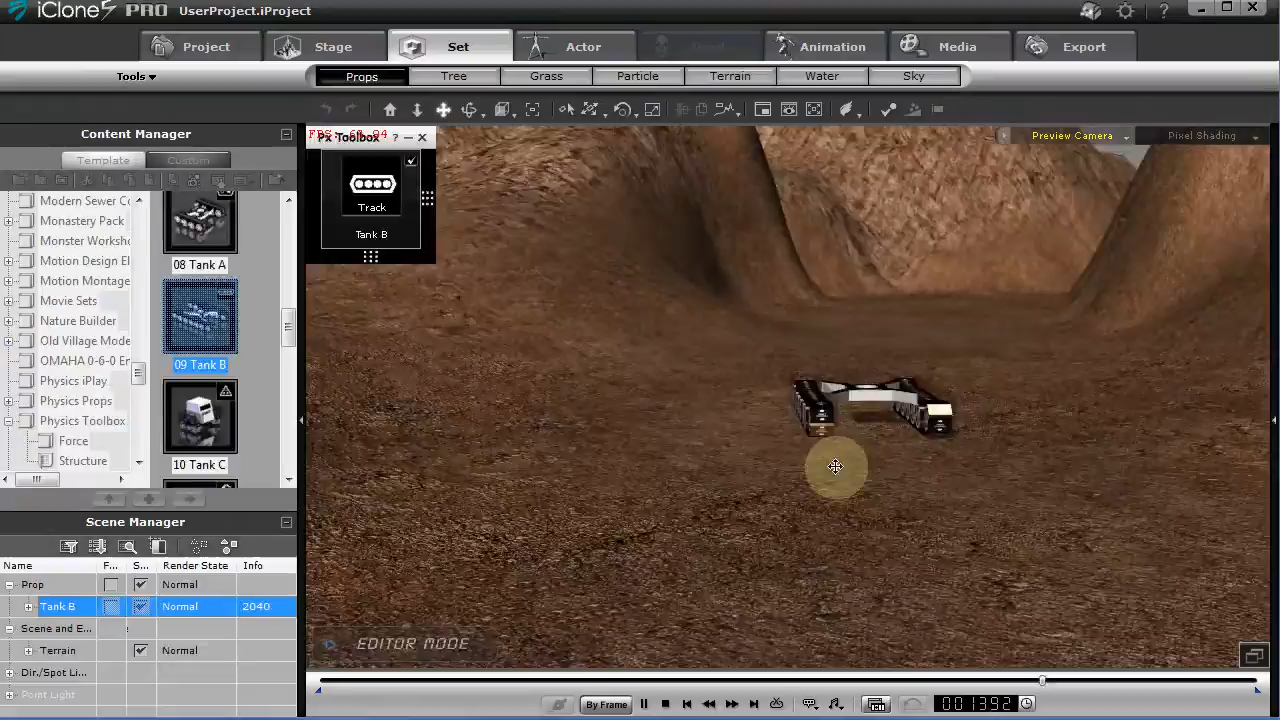 iClone5 PRO UserProject.iProject
Project Stage Set Actor Animation Media Export
Tools Props Tree Grass Particle Terrain Water Sky
Content Manager
Px Toolbox ? Preview Camera Pixel Shading
Template Custom
Modern Sewer Co
Monastery Pack
Monster Worksho
Motion Design El
Motion Montage
Movie Sets
Nature Builder
Old Village Mode
OMAHA 0-6-0 En
Physics iPlay
Physics Props
Physics Toolbox
Force
Structure
08 Tank A
09 Tank B
10 Tank C
Track
Tank B
Scene Manager
Name F... S... Render State Info
Prop Normal
Tank B Normal 2040
Scene and E...
Terrain Normal
Dir./Spot Li...
Point Light
EDITOR MODE
By Frame 001392